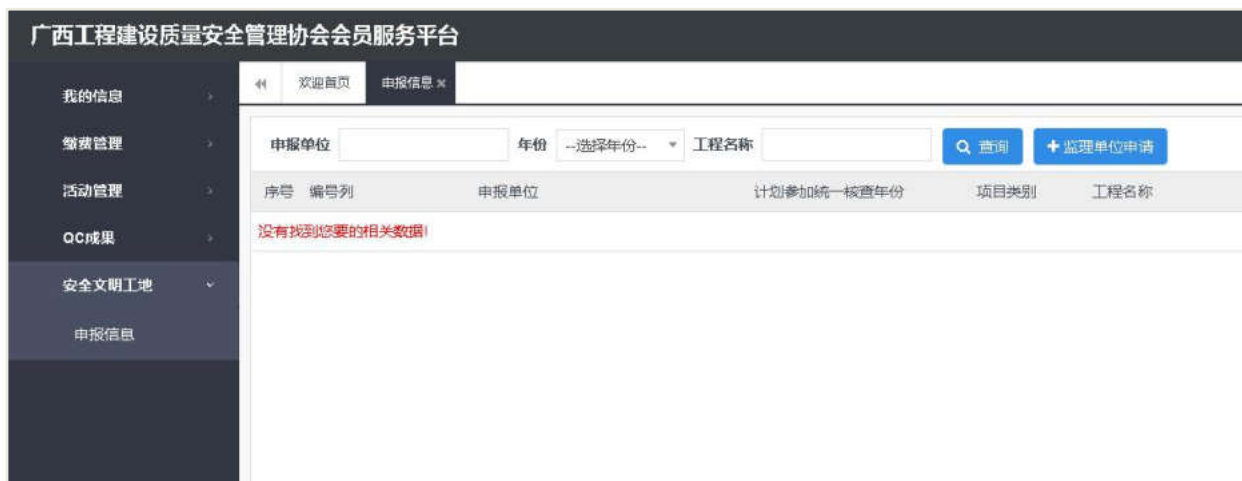 广西工程建设质量安全管理协会会员服务平台
我的信息
缴费管理
活动管理
QC成果
安全文明工地
申报信息
欢迎首页 申报信息
申报单位 年份 --选择年份-- 工程名称 查询 监理单位申请
序号 编号列 申报单位 计划参加统一核查年份 项目类别 工程名称
没有找到您要的相关数据!